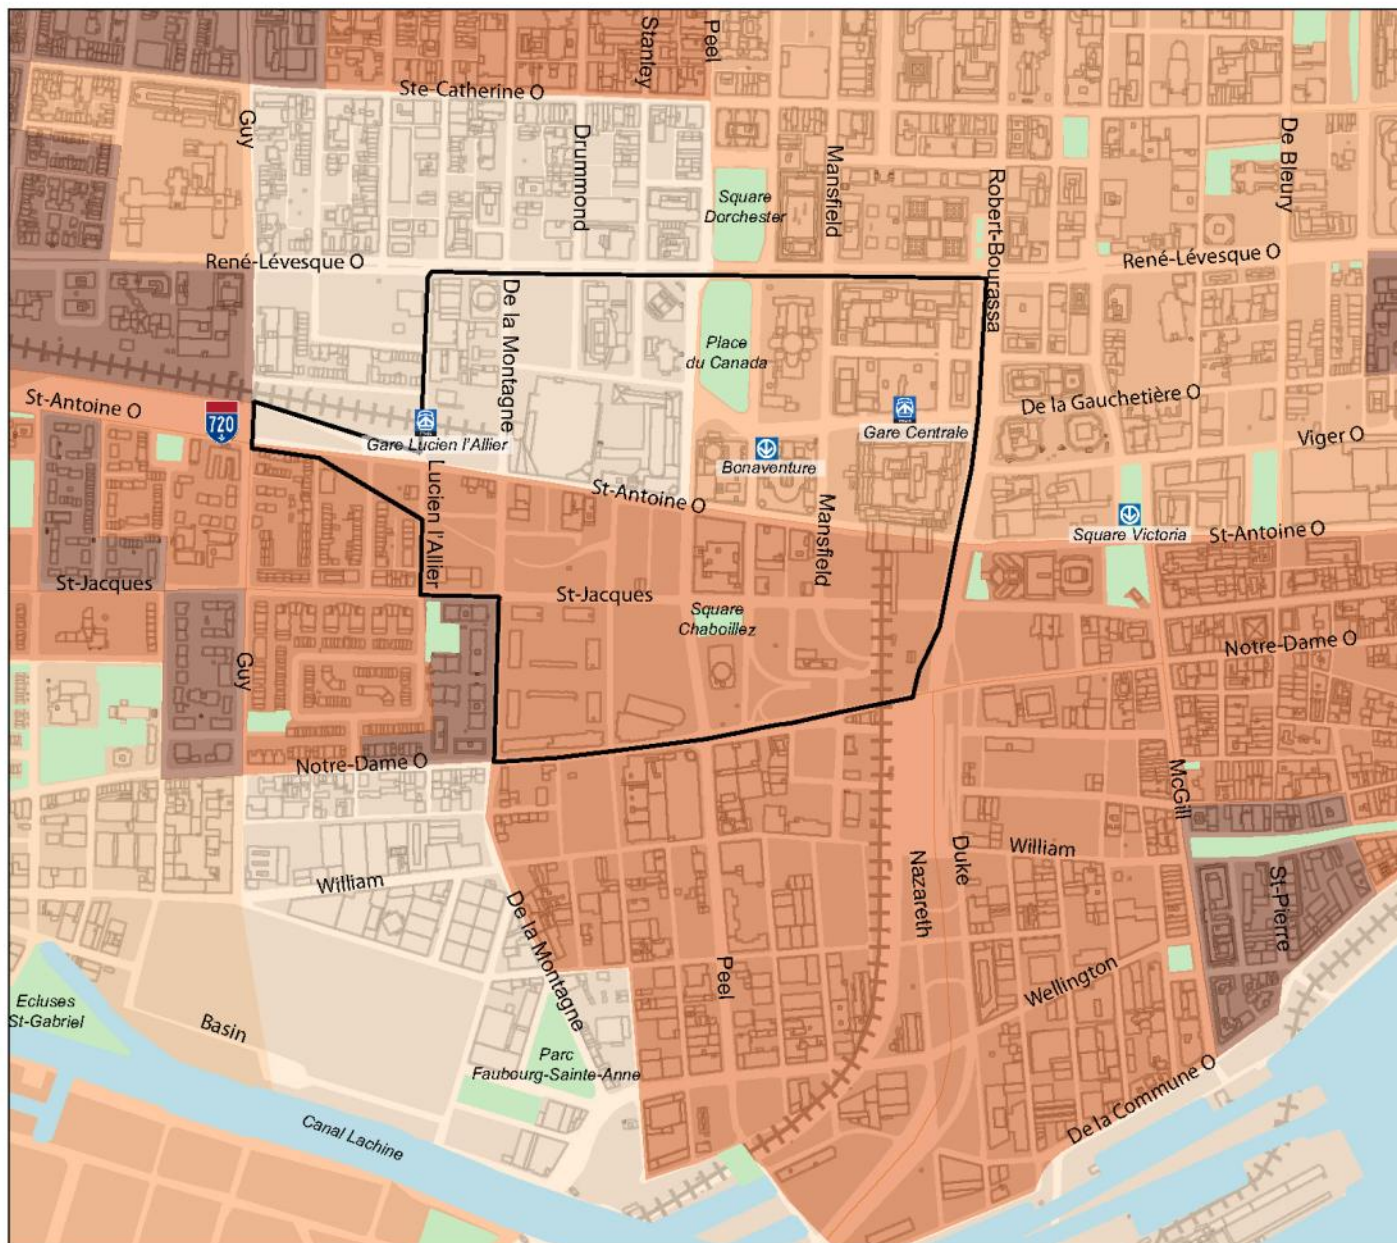 Stanley
Peel
Ste-Catherine O
Guy
Drummond
Mansfield
De Bleury
Square
Dorchester
Robert-Bourassa
René-Lévesque O
René-Lévesque O
De la Montagne
Place
du Canada
St-Antoine O
720
De la Gauchetière O
Gare Lucien l'Allier
Gare Centrale
Viger O
Bonaventure
Lucien l'Allier
St-Antoine O
Mansfield
Square Victoria
St-Antoine O
St-Jacques
St-Jacques
Square
Chaboillez
Guy
Notre-Dame O
Notre-Dame O
McGill
William
Duke
William
Nazareth
De la Montagne
St-Pierre
Peel
Wellington
Ecluses
St-Gabriel
Basin
Parc
Faubourg-Sainte-Anne
De la Commune O
Canal Lachine